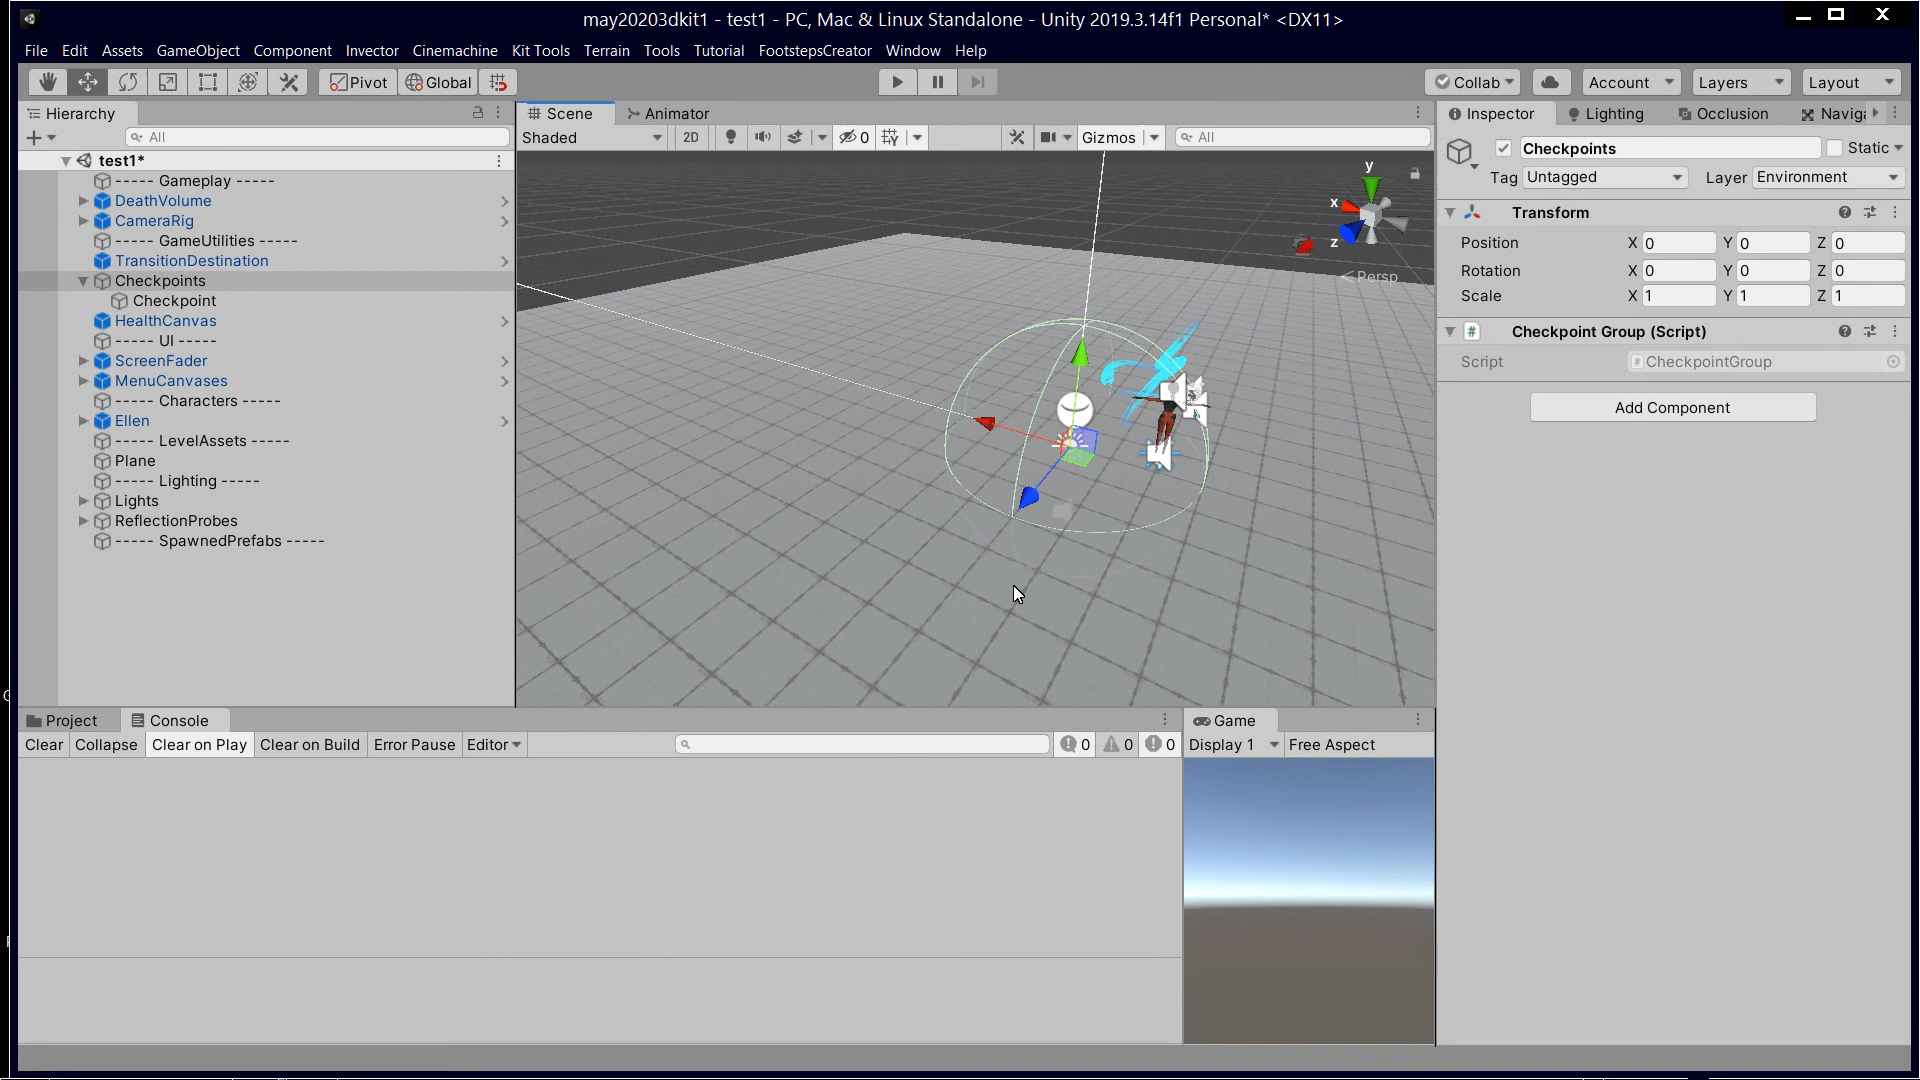 may20203dkit1 - test1 - PC, Mac & Linux Standalone - Unity 2019.3.14f1 Personal* <DX11>
File Edit Assets GameObject Component Invector Cinemachine Kit Tools Terrain Tools Tutorial FootstepsCreator Window Help
Pivot Global Collab Account Layers Layout
Hierarchy
All
test1*
----- Gameplay -----
DeathVolume
CameraRig
----- GameUtilities -----
TransitionDestination
Checkpoints
Checkpoint
HealthCanvas
----- UI -----
ScreenFader
MenuCanvases
----- Characters -----
Ellen
----- LevelAssets -----
Plane
----- Lighting -----
Lights
ReflectionProbes
----- SpawnedPrefabs -----
Scene Animator
Shaded 2D 0 Gizmos All
y
x
z
< Persp
Inspector Lighting Occlusion Naviga
Checkpoints Static
Tag Untagged Layer Environment
Transform
Position X 0 Y 0 Z 0
Rotation X 0 Y 0 Z 0
Scale X 1 Y 1 Z 1
# Checkpoint Group (Script)
Script CheckpointGroup
Add Component
Project Console
Clear Collapse Clear on Play Clear on Build Error Pause Editor 0 0 0
Game
Display 1 Free Aspect